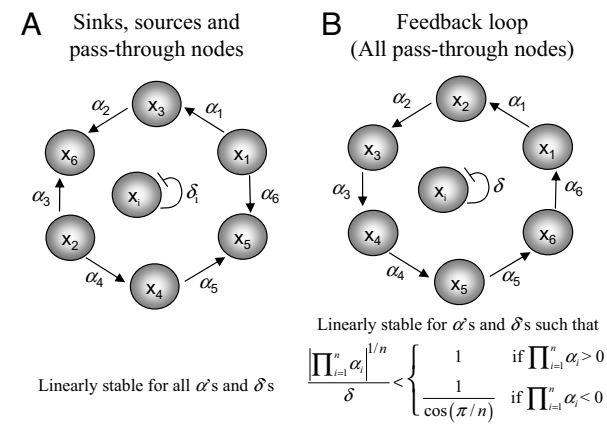 A Sinks, sources and
pass-through nodes
x₃
α₂
α₁
x₆
x₁
xᵢ
δᵢ
α₃
α₆
x₂
x₅
α₄
x₄
α₅
Linearly stable for all α's and δ's
B Feedback loop
(All pass-through nodes)
x₂
α₂
α₁
x₃
x₁
xᵢ
δ
α₃
α₆
x₄
x₆
α₄
x₅
α₅
Linearly stable for α's and δ's such that
|∏ⁿᵢ₌₁ αᵢ|^{1/n} / δ < { 1 if ∏ⁿᵢ₌₁ αᵢ > 0
1 / cos(π/n) if ∏ⁿᵢ₌₁ αᵢ < 0